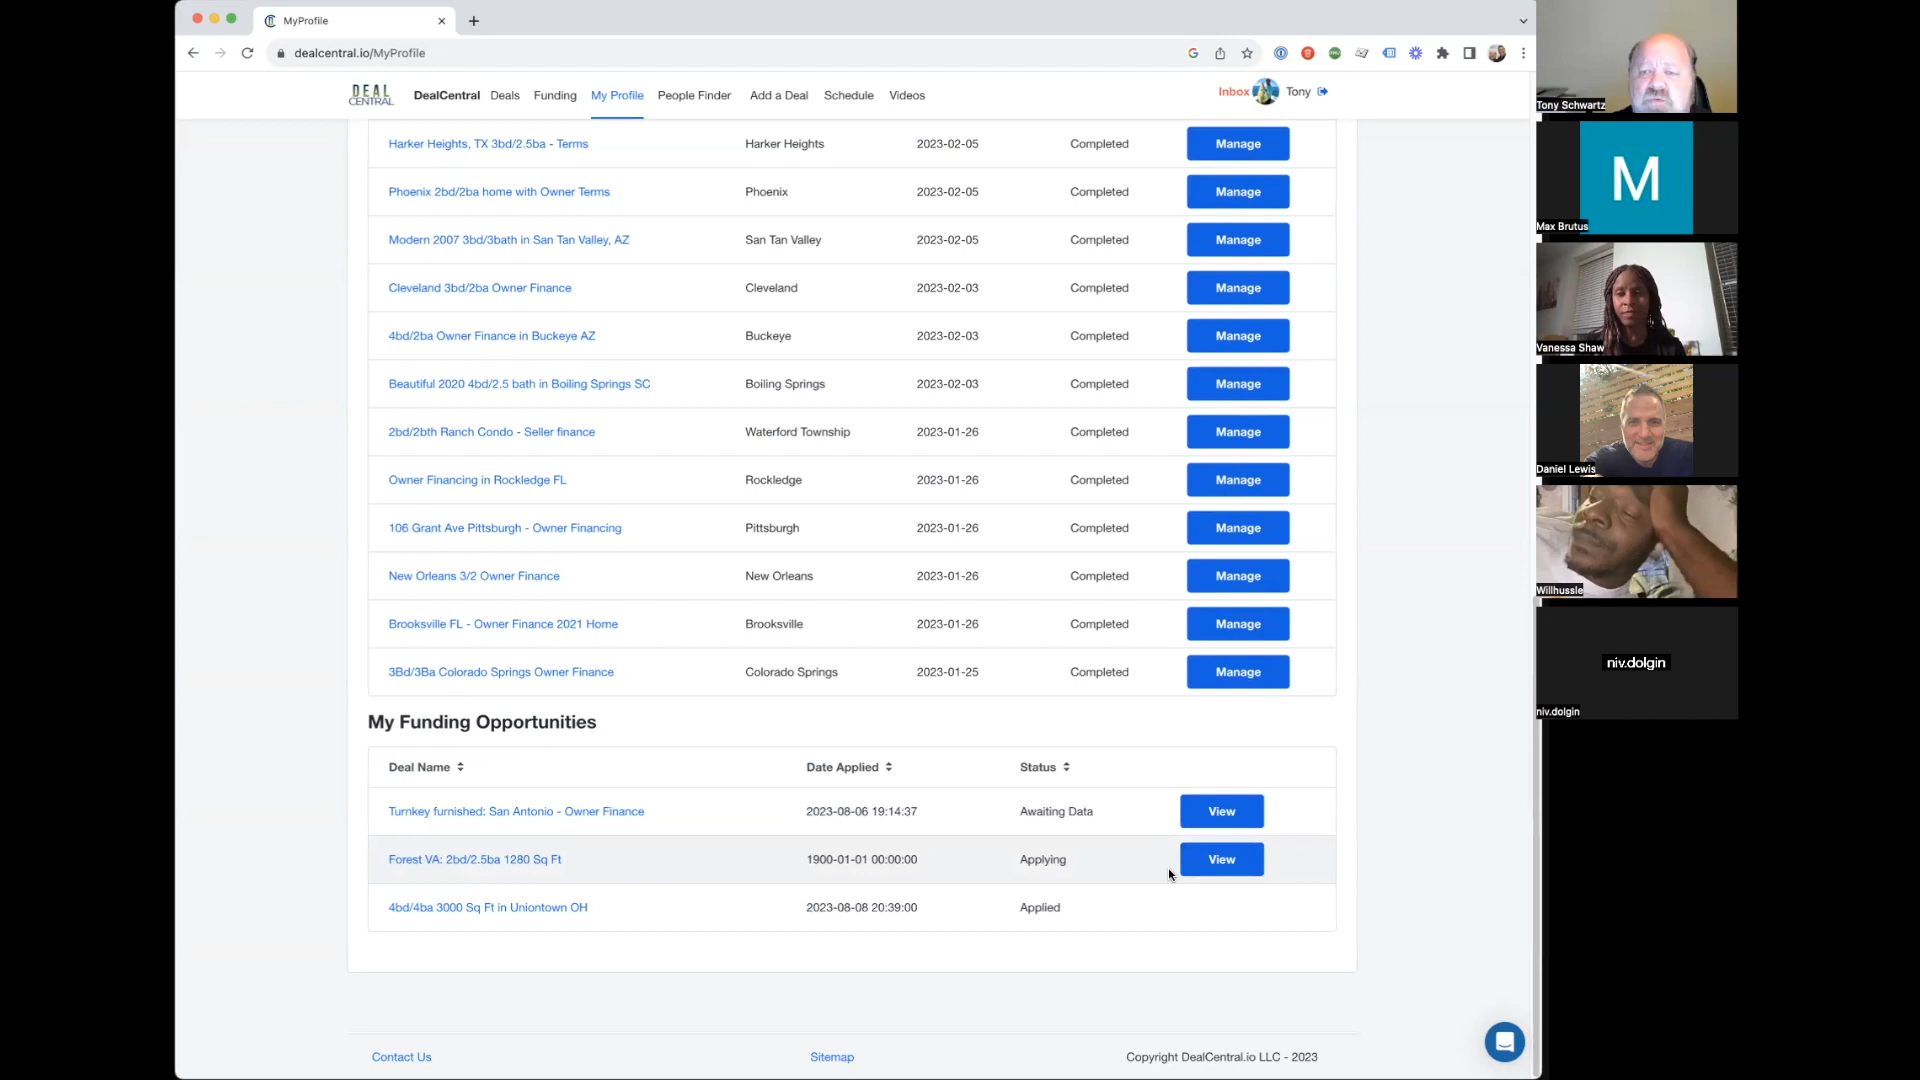 MyProfile
dealcentral.io/MyProfile
DEAL CENTRAL DealCentral Deals Funding My Profile People Finder Add a Deal Schedule Videos Inbox Tony
Harker Heights, TX 3bd/2.5ba - Terms Harker Heights 2023-02-05 Completed Manage
Phoenix 2bd/2ba home with Owner Terms Phoenix 2023-02-05 Completed Manage
Modern 2007 3bd/3bath in San Tan Valley, AZ San Tan Valley 2023-02-05 Completed Manage
Cleveland 3bd/2ba Owner Finance Cleveland 2023-02-03 Completed Manage
4bd/2ba Owner Finance in Buckeye AZ Buckeye 2023-02-03 Completed Manage
Beautiful 2020 4bd/2.5 bath in Boiling Springs SC Boiling Springs 2023-02-03 Completed Manage
2bd/2bth Ranch Condo - Seller finance Waterford Township 2023-01-26 Completed Manage
Owner Financing in Rockledge FL Rockledge 2023-01-26 Completed Manage
106 Grant Ave Pittsburgh - Owner Financing Pittsburgh 2023-01-26 Completed Manage
New Orleans 3/2 Owner Finance New Orleans 2023-01-26 Completed Manage
Brooksville FL - Owner Finance 2021 Home Brooksville 2023-01-26 Completed Manage
3Bd/3Ba Colorado Springs Owner Finance Colorado Springs 2023-01-25 Completed Manage
My Funding Opportunities
Deal Name Date Applied Status
Turnkey furnished: San Antonio - Owner Finance 2023-08-06 19:14:37 Awaiting Data View
Forest VA: 2bd/2.5ba 1280 Sq Ft 1900-01-01 00:00:00 Applying View
4bd/4ba 3000 Sq Ft in Uniontown OH 2023-08-08 20:39:00 Applied
Contact Us Sitemap Copyright DealCentral.io LLC - 2023
Tony Schwartz
M
Max Brutus
Vanessa Shaw
Daniel Lewis
Willhussle
niv.dolgin
niv.dolgin